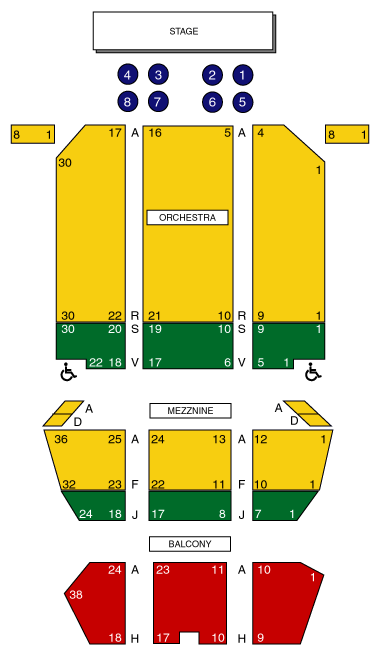 STAGE
4 3 2 1
8 7 6 5
8 1 17 A 16 5 A 4 8 1
30 1
ORCHESTRA
30 22 R 21 10 R 9 1
30 20 S 19 10 S 9 1
22 18 V 17 6 V 5 1
A MEZZNINE A
D D
36 25 A 24 13 A 12 1
32 23 F 22 11 F 10 1
24 18 J 17 8 J 7 1
BALCONY
24 A 23 11 A 10 1
38
18 H 17 10 H 9